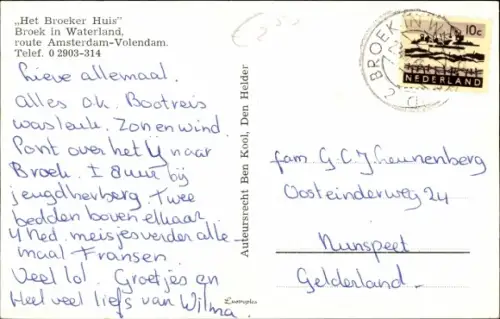 „Het Broeker Huis”
Broek in Waterland,
route Amsterdam-Volendam.
Telef. 0 2903-314
Lieve allemaal.
Alles o.k. Bootreis
was leuk. Zon en wind.
Pont over het Y naar
Broek. ± 8 uur bij
jeugdherberg. Twee
bedden boven elkaar
4 Ned. meisjes verder alle-
maal Fransen.
Veel lol. Groetjes en
Heel veel liefs van Wilma.
Auteursrecht Ben Kool, Den Helder
BROEK IN W
10c
NEDERLAND
fam. G.C.J. Leunenberg
Oosteinderweg 24
Nunspeet
Gelderland.